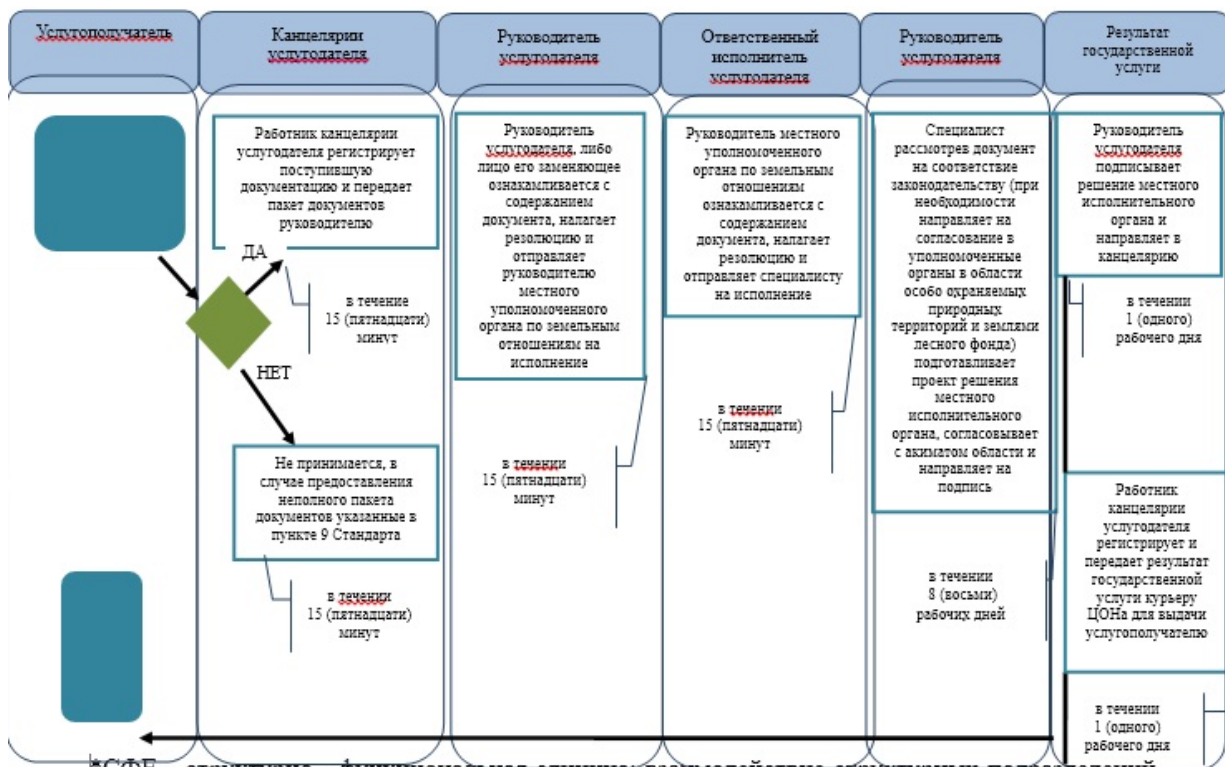 Услугополучатель
Канцелярии
услугодателя
Руководитель
услугодателя
Ответственный
исполнитель
услугодателя
Руководитель
услугодателя
Результат
государственной
услуги
Работник канцелярии
услугодателя регистрирует
поступившую
документацию и передает
пакет документов
руководителю
ДА
в течение
15 (пятнадцати)
минут
НЕТ
Не принимается, в
случае предоставления
неполного пакета
документов указанные в
пункте 9 Стандарта
в течении
15 (пятнадцати)
минут
Руководитель
услугодателя, либо
лицо его заменяющее
ознакамливается с
содержанием
документа, налагает
резолюцию и
отправляет
руководителю
местного
уполномоченного
органа по земельным
отношениям на
исполнение
в течении
15 (пятнадцати)
минут
Руководитель местного
уполномоченного
органа по земельным
отношениям
ознакамливается с
содержанием
документа, налагает
резолюцию и
отправляет специалисту
на исполнение
в течении
15 (пятнадцати)
минут
Специалист
рассмотрев документ
на соответствие
законодательству (при
необходимости
направляет на
согласование в
уполномоченные
органы в области
особо охраняемых
природных
территорий и землями
лесного фонда)
подготавливает
проект решения
местного
исполнительного
органа, согласовывает
с акиматом области и
направляет на
подпись
в течении
8 (восьми)
рабочих дней
Руководитель
услугодателя
подписывает
решение местного
исполнительного
органа и
направляет в
канцелярию
в течении
1 (одного)
рабочего дня
Работник
канцелярии
услугодателя
регистрирует и
передает результат
государственной
услуги курьеру
ЦОНа для выдачи
услугополучателю
в течении
1 (одного)
рабочего дня